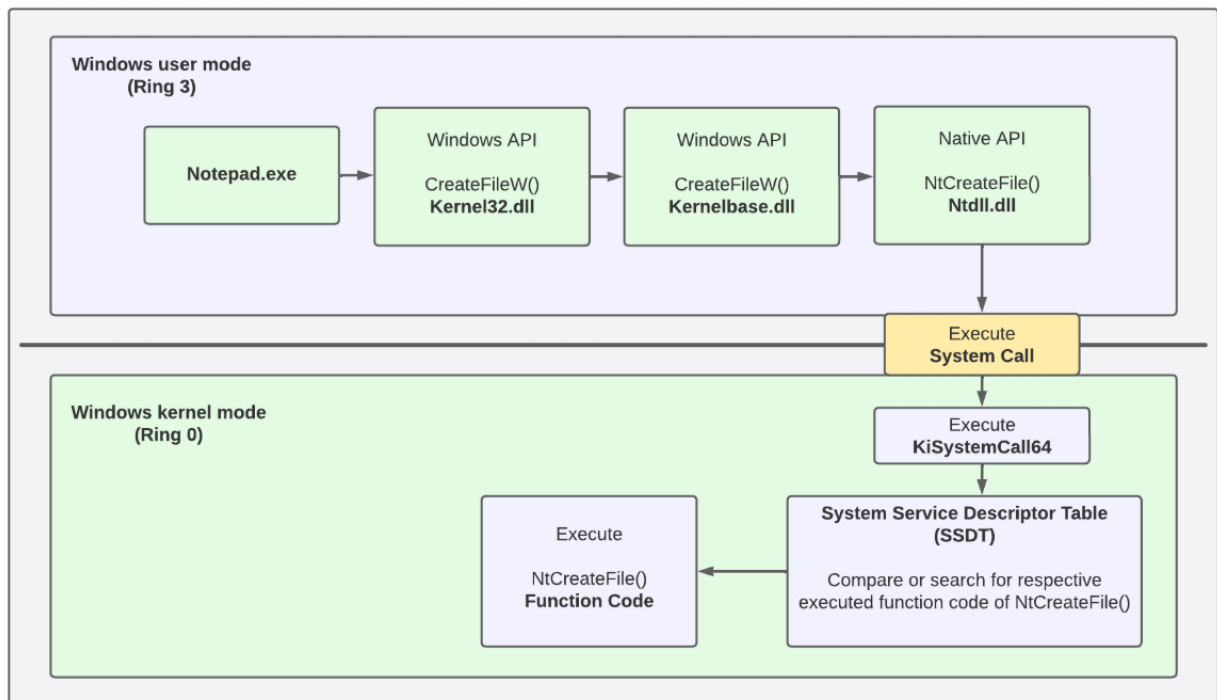 Windows user mode
(Ring 3)
Notepad.exe
Windows API
CreateFileW()
Kernel32.dll
Windows API
CreateFileW()
Kernelbase.dll
Native API
NtCreateFile()
Ntdll.dll
Execute
System Call
Windows kernel mode
(Ring 0)
Execute
KiSystemCall64
System Service Descriptor Table
(SSDT)
Compare or search for respective
executed function code of NtCreateFile()
Execute
NtCreateFile()
Function Code